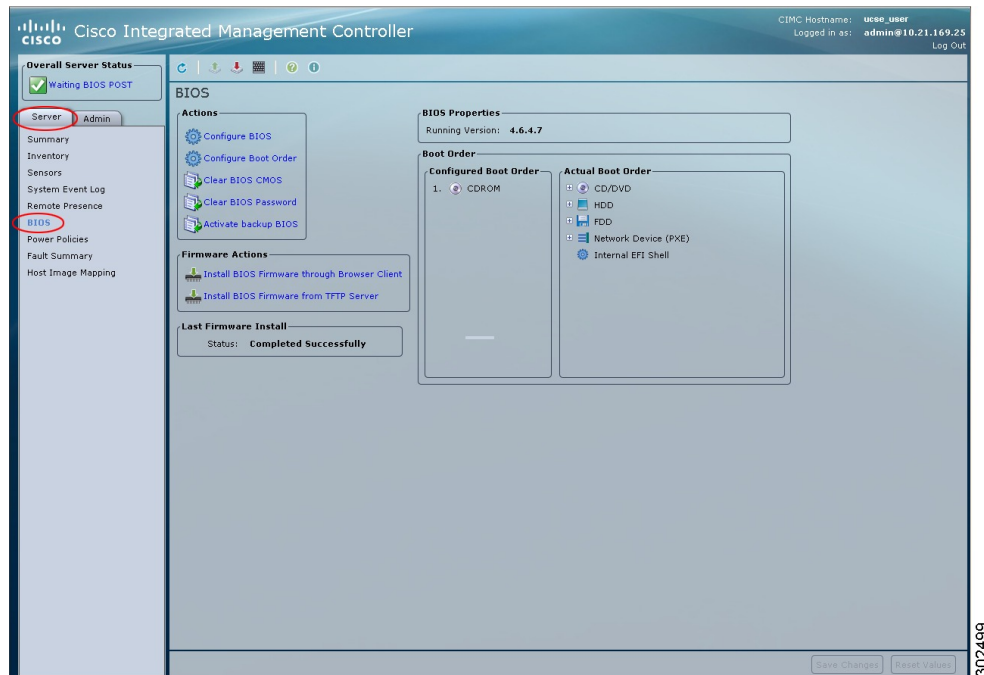 CISCO Cisco Integrated Management Controller
CIMC Hostname: ucse_user
Logged in as: admin@10.21.169.25
Log Out
Overall Server Status
Waiting BIOS POST
Server Admin
Summary
Inventory
Sensors
System Event Log
Remote Presence
BIOS
Power Policies
Fault Summary
Host Image Mapping
BIOS
Actions
Configure BIOS
Configure Boot Order
Clear BIOS CMOS
Clear BIOS Password
Activate backup BIOS
Firmware Actions
Install BIOS Firmware through Browser Client
Install BIOS Firmware from TFTP Server
Last Firmware Install
Status: Completed Successfully
BIOS Properties
Running Version: 4.6.4.7
Boot Order
Configured Boot Order
1. CDROM
Actual Boot Order
CD/DVD
HDD
FDD
Network Device (PXE)
Internal EFI Shell
Save Changes Reset Values
302499